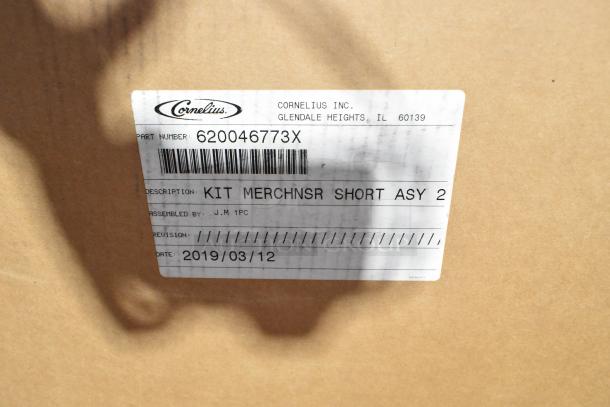 Cornelius.
CORNELIUS INC.
GLENDALE HEIGHTS, IL 60139
PART NUMBER: 620046773X
DESCRIPTION: KIT MERCHNSR SHORT ASY 2
ASSEMBLED BY: J.M 1PC
REVISION: / / / / / / / / / / / / / / / / / / / / / / / / / /
DATE: 2019/03/12